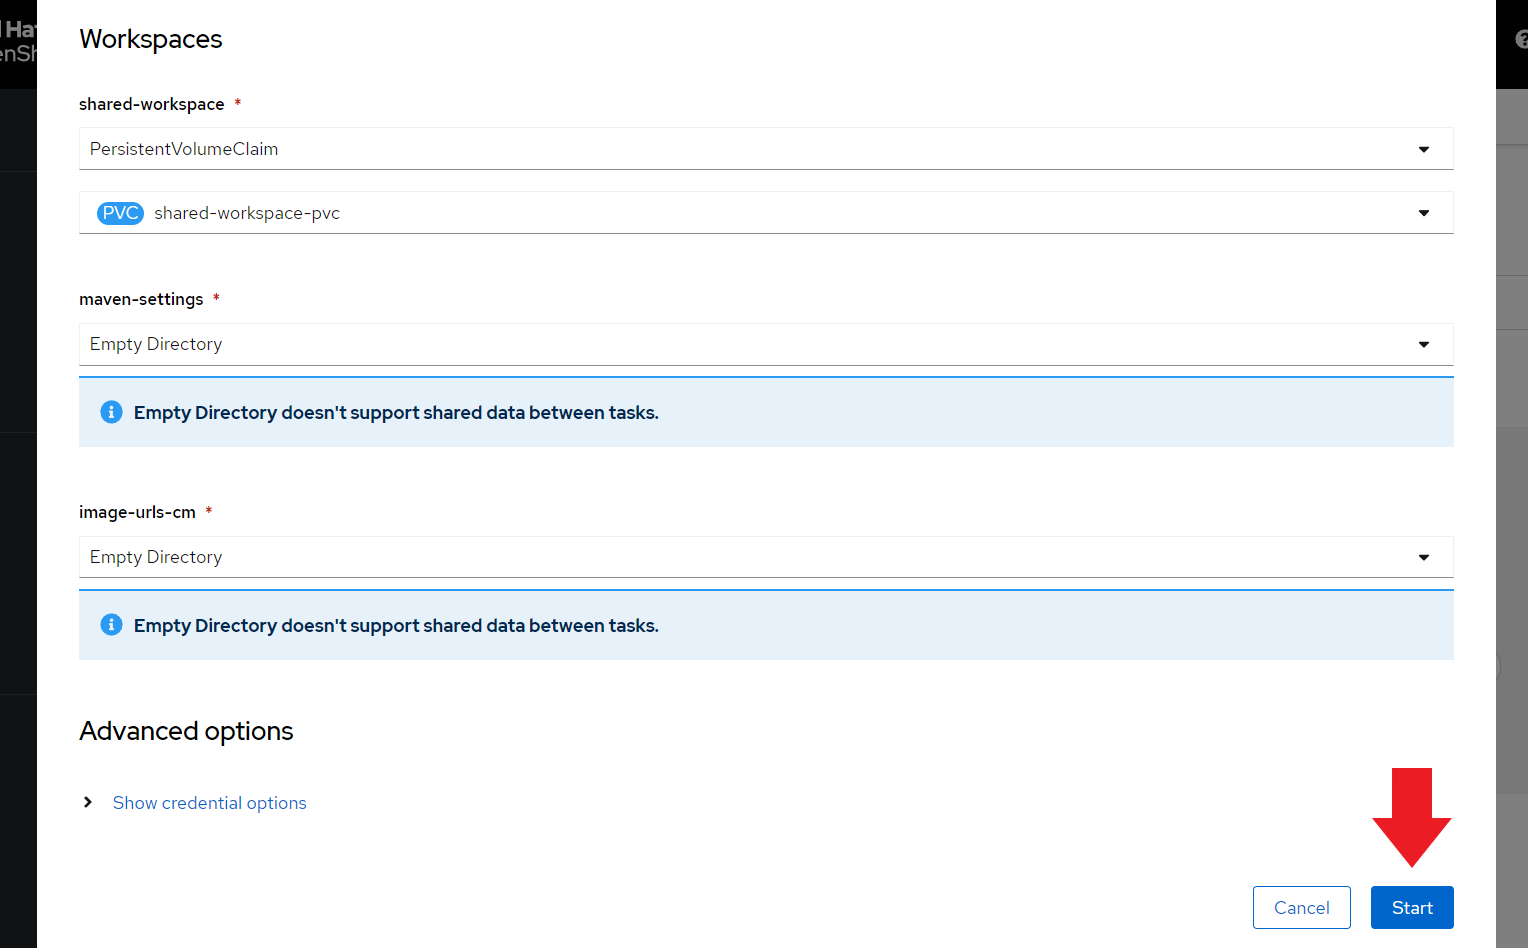 Workspaces
shared-workspace *
PersistentVolumeClaim
PVC shared-workspace-pvc
maven-settings *
Empty Directory
Empty Directory doesn't support shared data between tasks.
image-urls-cm *
Empty Directory
Empty Directory doesn't support shared data between tasks.
Advanced options
Show credential options
Cancel
Start